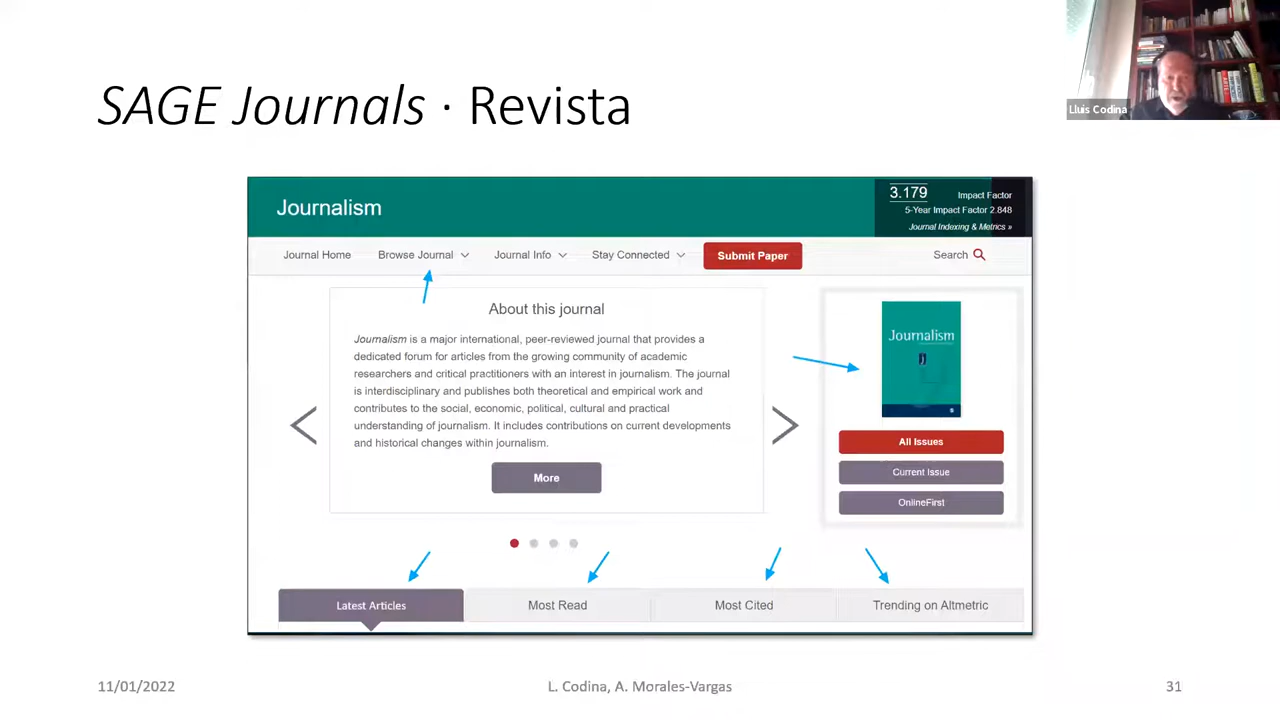 SAGE Journals · Revista
Lluis Codina
Journalism
3.179 Impact Factor
5-Year Impact Factor 2.848
Journal Indexing & Metrics »
Journal Home Browse Journal Journal Info Stay Connected Submit Paper Search
About this journal
Journalism is a major international, peer-reviewed journal that provides a
dedicated forum for articles from the growing community of academic
researchers and critical practitioners with an interest in journalism. The journal
is interdisciplinary and publishes both theoretical and empirical work and
contributes to the social, economic, political, cultural and practical
understanding of journalism. It includes contributions on current developments
and historical changes within journalism.
More
Journalism
All Issues
Current Issue
OnlineFirst
Latest Articles Most Read Most Cited Trending on Altmetric
11/01/2022 L. Codina, A. Morales-Vargas 31